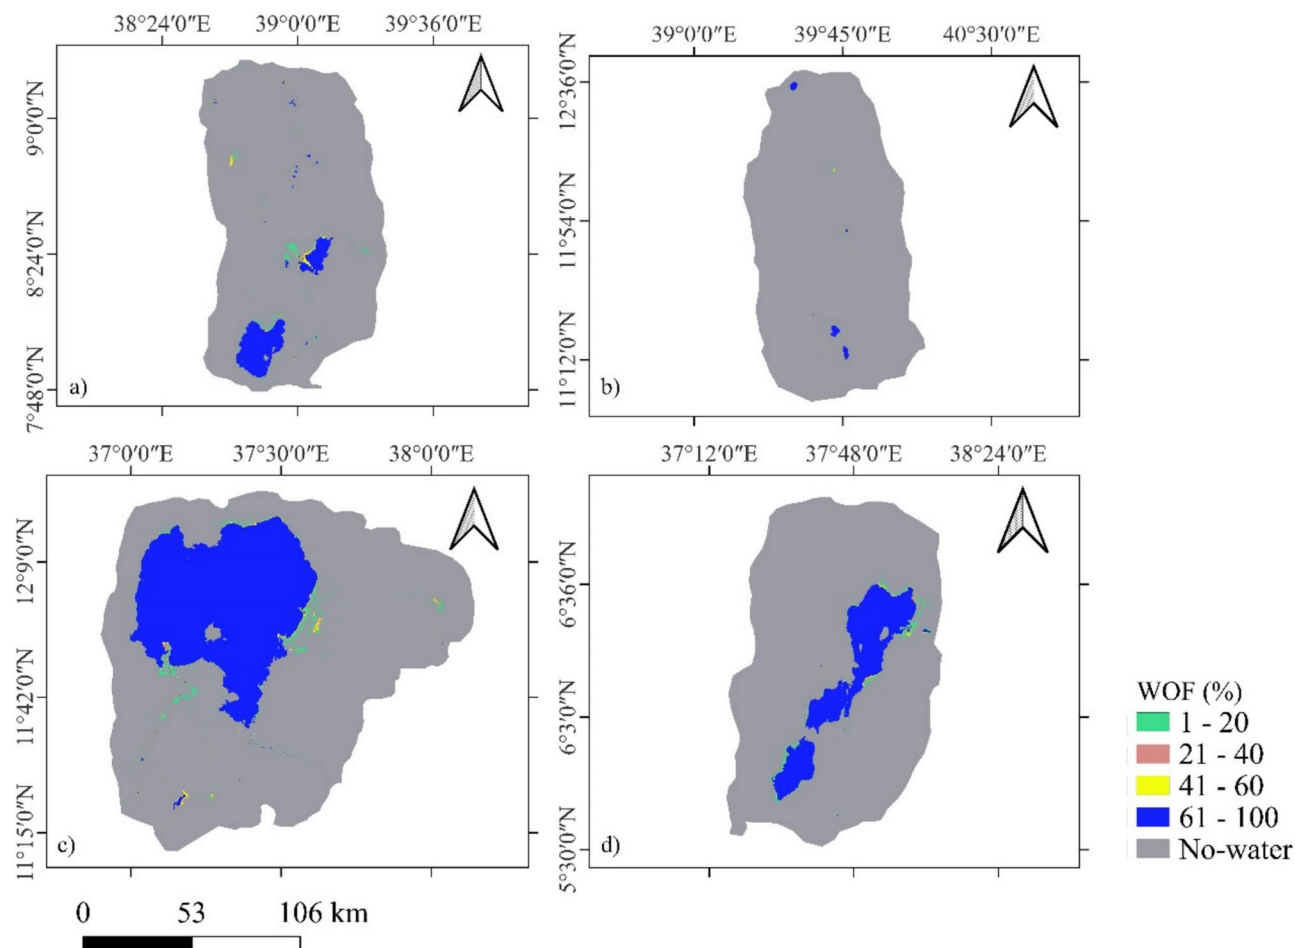 38°24′0″E 39°0′0″E 39°36′0″E
9°0′0″N
8°24′0″N
7°48′0″N
a)
39°0′0″E 39°45′0″E 40°30′0″E
12°36′0″N
11°54′0″N
11°12′0″N
b)
37°0′0″E 37°30′0″E 38°0′0″E
12°9′0″N
11°42′0″N
11°15′0″N
c)
37°12′0″E 37°48′0″E 38°24′0″E
6°36′0″N
6°3′0″N
5°30′0″N
d)
WOF (%)
1 - 20
21 - 40
41 - 60
61 - 100
No-water
0 53 106 km